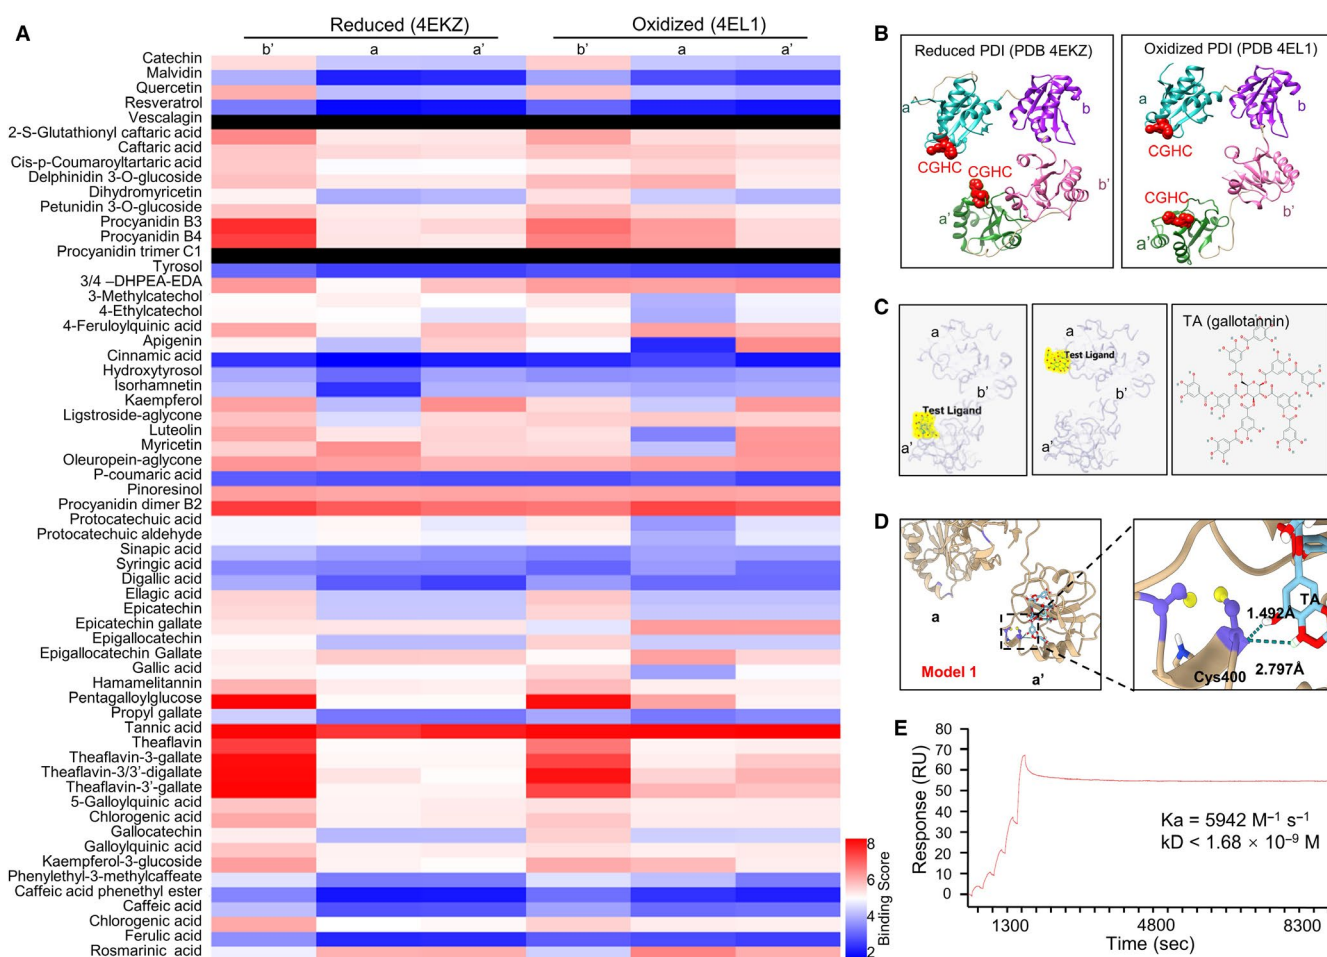 A
Reduced (4EKZ)
Oxidized (4EL1)
b'
a
a'
b'
a
a'
Catechin
Malvidin
Quercetin
Resveratrol
Vescalagin
2-S-Glutathionyl caftaric acid
Caftaric acid
Cis-p-Coumaroyltartaric acid
Delphinidin 3-O-glucoside
Dihydromyricetin
Petunidin 3-O-glucoside
Procyanidin B3
Procyanidin B4
Procyanidin trimer C1
Tyrosol
3/4 –DHPEA-EDA
3-Methylcatechol
4-Ethylcatechol
4-Feruloylquinic acid
Apigenin
Cinnamic acid
Hydroxytyrosol
Isorhamnetin
Kaempferol
Ligstroside-aglycone
Luteolin
Myricetin
Oleuropein-aglycone
P-coumaric acid
Pinoresinol
Procyanidin dimer B2
Protocatechuic acid
Protocatechuic aldehyde
Sinapic acid
Syringic acid
Digallic acid
Ellagic acid
Epicatechin
Epicatechin gallate
Epigallocatechin
Epigallocatechin Gallate
Gallic acid
Hamamelitannin
Pentagalloylglucose
Propyl gallate
Tannic acid
Theaflavin
Theaflavin-3-gallate
Theaflavin-3/3'-digallate
Theaflavin-3'-gallate
5-Galloylquinic acid
Chlorogenic acid
Gallocatechin
Galloylquinic acid
Kaempferol-3-glucoside
Phenylethyl-3-methylcaffeate
Caffeic acid phenethyl ester
Caffeic acid
Chlorogenic acid
Ferulic acid
Rosmarinic acid
8
6
4
2
Binding Score
B
Reduced PDI (PDB 4EKZ)
a
b
CGHC
CGHC
b'
a'
Oxidized PDI (PDB 4EL1)
a
b
CGHC
CGHC
b'
a'
C
a
b'
Test Ligand
a'
a
Test Ligand
b'
a'
TA (gallotannin)
D
a
Model 1
a'
TA
1.492Å
2.797Å
Cys400
E
Response (RU)
80
70
60
50
40
30
20
10
0
Ka = 5942 M⁻¹ s⁻¹
kD < 1.68 × 10⁻⁹ M
1300
4800
8300
Time (sec)